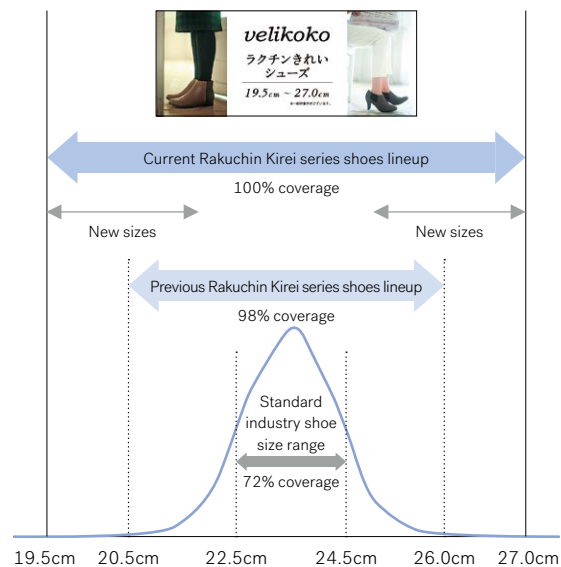 velikoko
ラクチンきれい
シューズ
19.5cm ~ 27.0cm
Current Rakuchin Kirei series shoes lineup
100% coverage
New sizes
New sizes
Previous Rakuchin Kirei series shoes lineup
98% coverage
Standard
industry shoe
size range
72% coverage
19.5cm 20.5cm 22.5cm 24.5cm 26.0cm 27.0cm